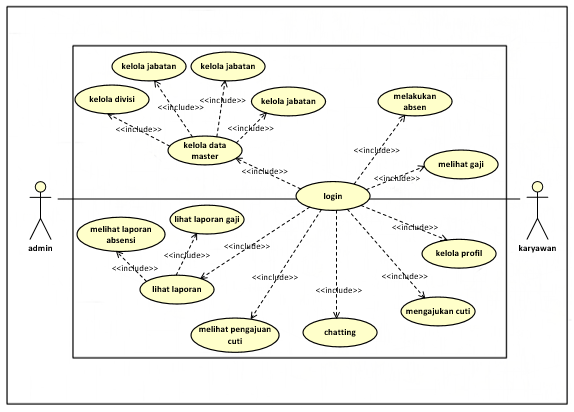 kelola jabatan
kelola jabatan
kelola divisi
<<include>>
<<include>>
kelola jabatan
melakukan
absen
<<include>>
<<include>>
kelola data
master
<<include>>
<<include>>
melihat gaji
<<include>>
login
admin
karyawan
melihat laporan
absensi
lihat laporan gaji
<<include>>
<<include>>
<<include>>
kelola profil
<<include>>
<<include>>
<<include>>
lihat laporan
<<include>>
mengajukan cuti
melihat pengajuan
cuti
chatting